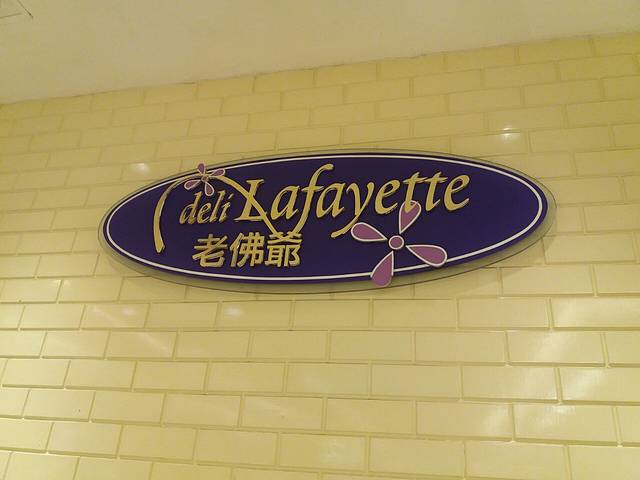 deli Lafayette
老佛爺